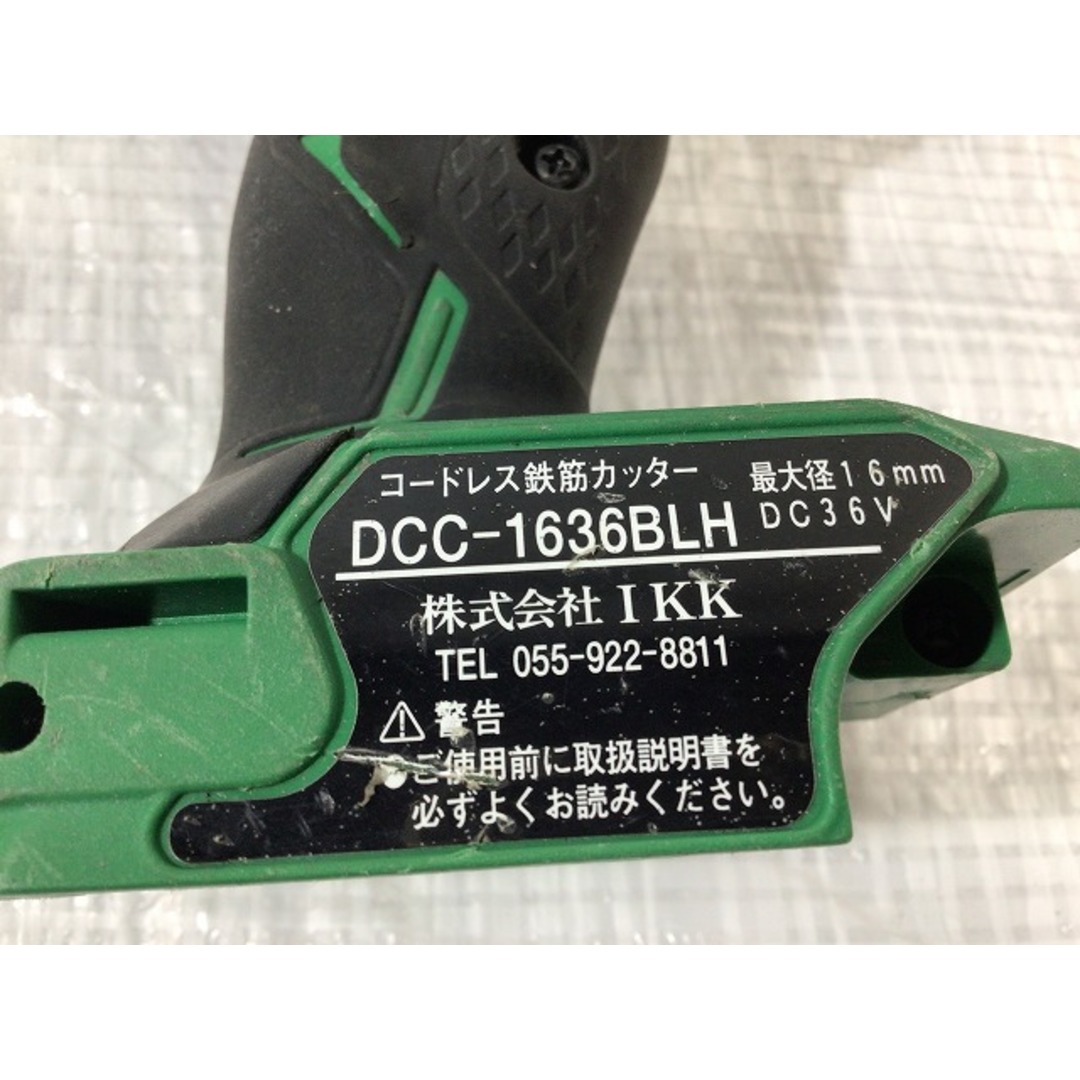 コードレス鉄筋カッター 最大径16mm
DCC-1636BLH DC36V
株式会社IKK
TEL 055-922-8811
⚠警告
●ご使用前に取扱説明書を
必ずよくお読みください。